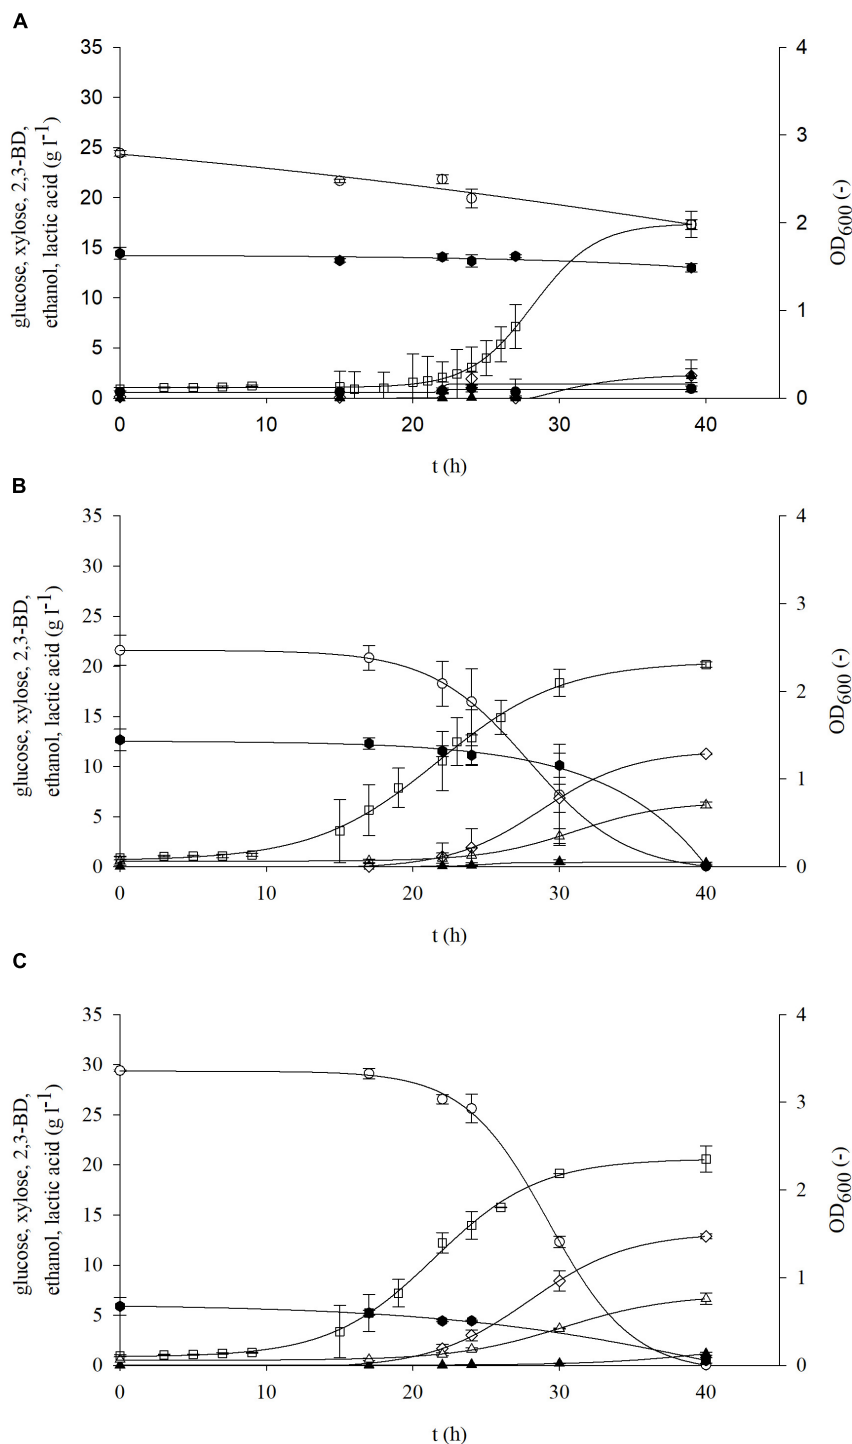 A
35
30
25
20
15
10
5
0
glucose, xylose, 2,3-BD,
ethanol, lactic acid (g l-1)
4
3
2
1
0
OD600 (-)
0 10 20 30 40
t (h)
B
35
30
25
20
15
10
5
0
glucose, xylose, 2,3-BD,
ethanol, lactic acid (g l-1)
4
3
2
1
0
OD600 (-)
0 10 20 30 40
t (h)
C
35
30
25
20
15
10
5
0
glucose, xylose, 2,3-BD,
ethanol, lactic acid (g l-1)
4
3
2
1
0
OD600 (-)
0 10 20 30 40
t (h)